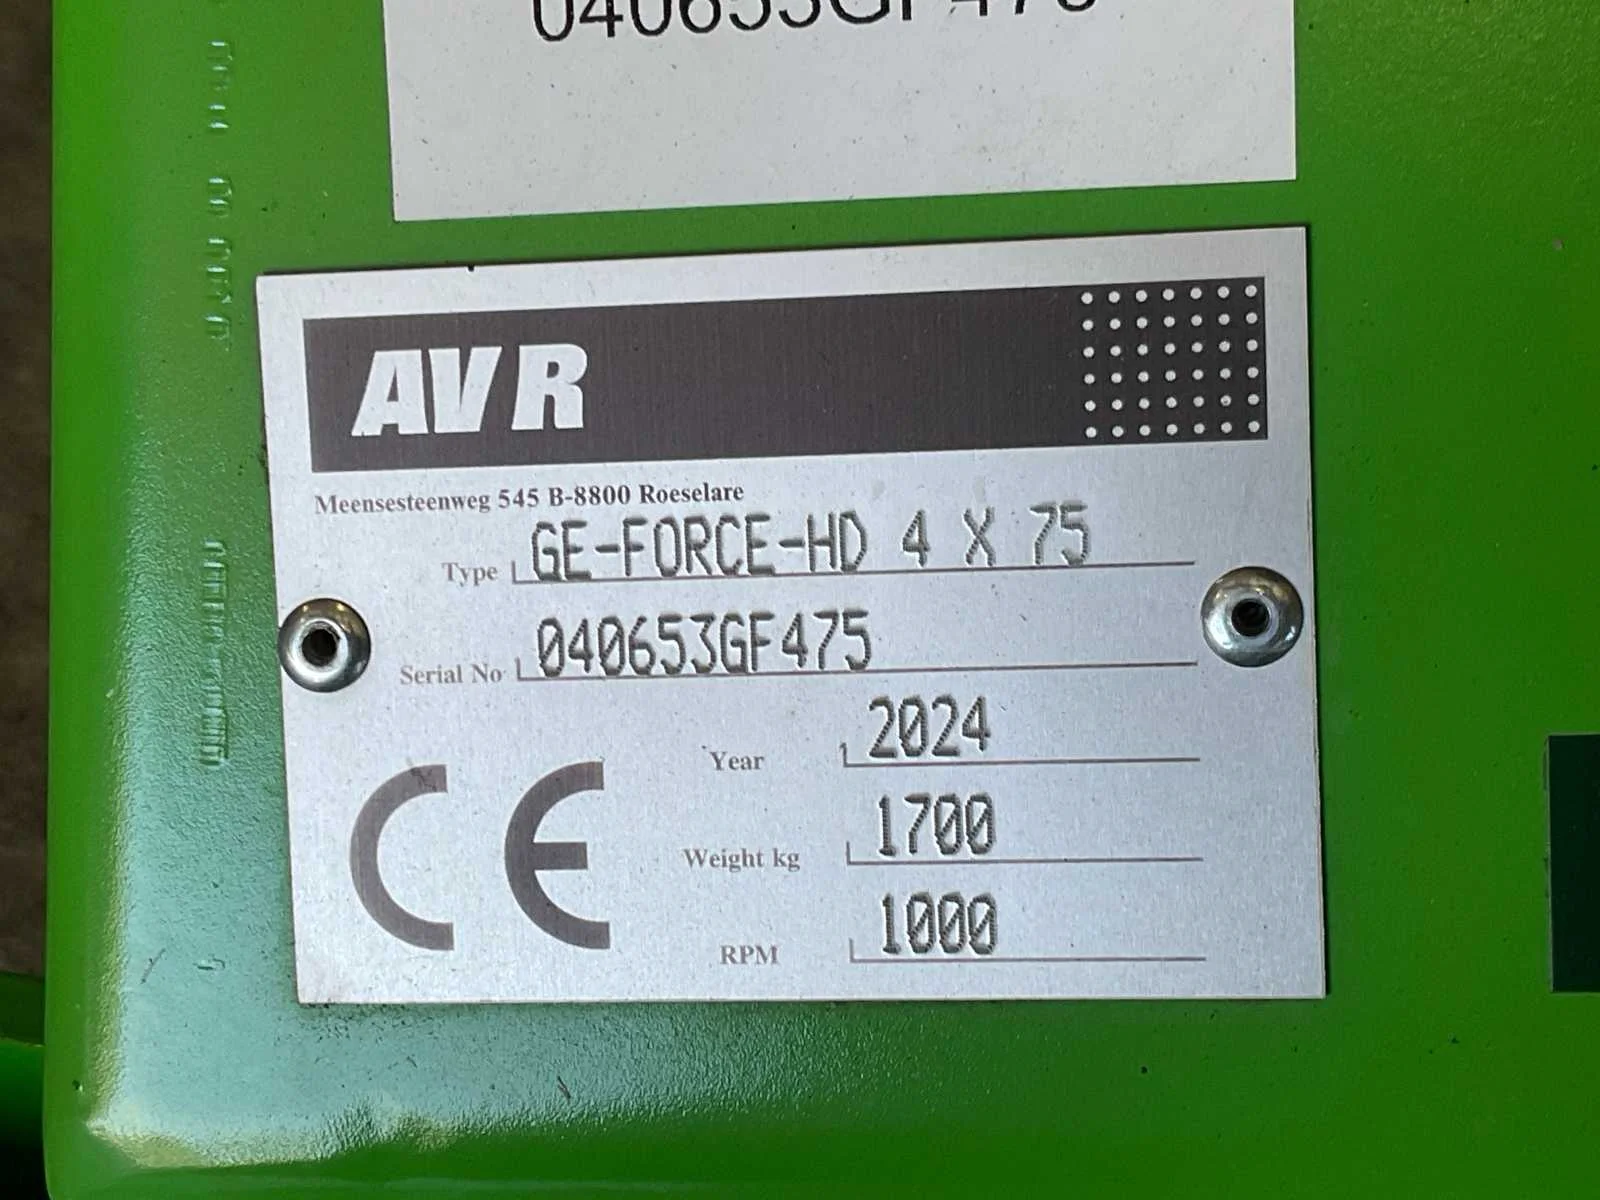 040653GF475
AVR
Meensesteenweg 545 B-8800 Roeselare
Type GE-FORCE-HD 4 X 75
Serial No 040653GF475
Year 2024
Weight kg 1700
RPM 1000
CE